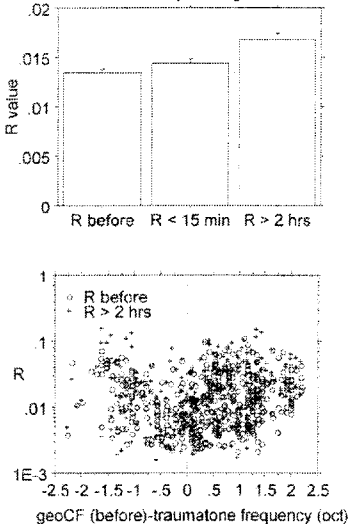 .02
.015
.01
.005
0
R value
R before R < 15 min R > 2 hrs
1
.1
.01
1E-3
R
R before
R > 2 hrs
-2.5 -2 -1.5 -1 -.5 0 .5 1 1.5 2 2.5
geoCF (before)-traumatone frequency (oct)